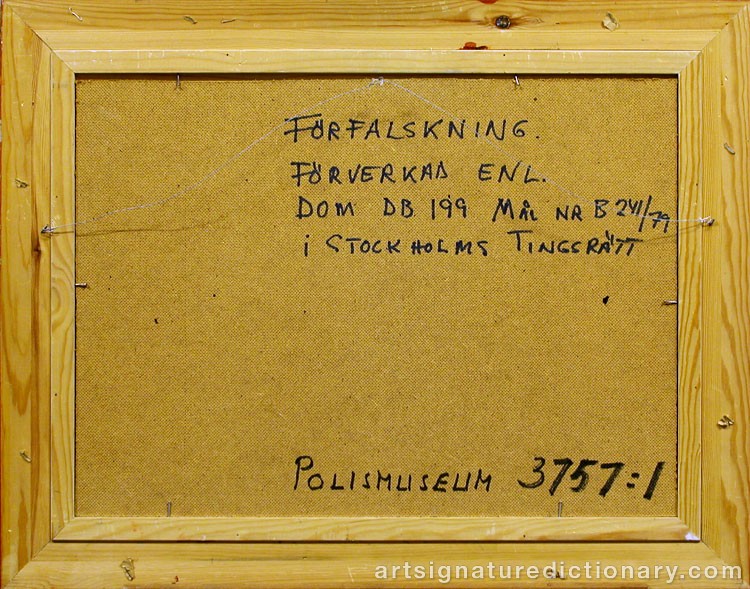 FÖRFALSKNING.
FÖRVERKAD ENL.
DOM DB 199 MÅL NR B 241/79
i STOCKHOLMS TINGSRÄTT
POLISMUSEUM 3757:1
artsignaturedictionary.com